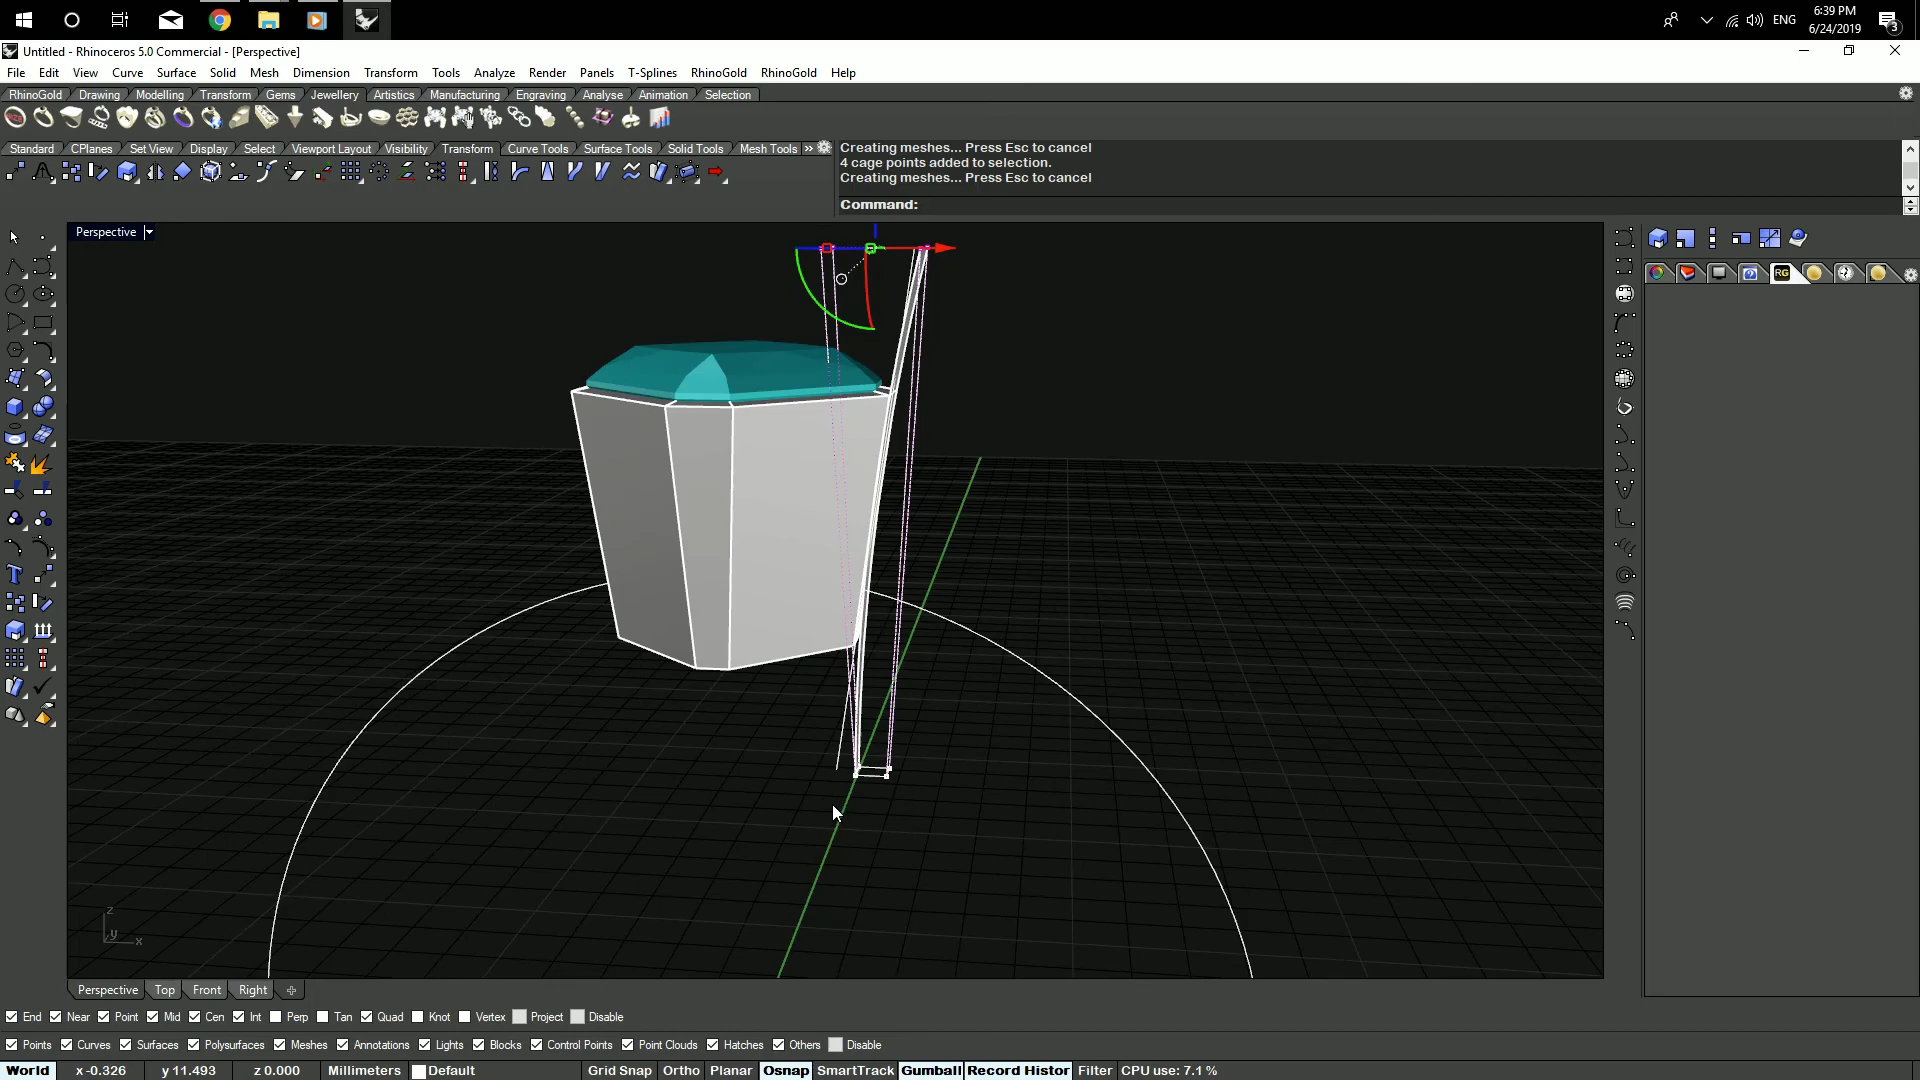 ENG
6:39 PM
6/24/2019
3
Untitled - Rhinoceros 5.0 Commercial - [Perspective]
File Edit View Curve Surface Solid Mesh Dimension Transform Tools Analyze Render Panels T-Splines RhinoGold RhinoGold Help
RhinoGold Drawing Modelling Transform Gems Jewellery Artistics Manufacturing Engraving Analyse Animation Selection
Standard CPlanes Set View Display Select Viewport Layout Visibility Transform Curve Tools Surface Tools Solid Tools Mesh Tools »
Creating meshes... Press Esc to cancel
4 cage points added to selection.
Creating meshes... Press Esc to cancel
Command:
Perspective
RG
z
y
x
Perspective Top Front Right
End Near Point Mid Cen Int Perp Tan Quad Knot Vertex Project Disable
Points Curves Surfaces Polysurfaces Meshes Annotations Lights Blocks Control Points Point Clouds Hatches Others Disable
World x -0.326 y 11.493 z 0.000 Millimeters Default Grid Snap Ortho Planar Osnap SmartTrack Gumball Record Histor Filter CPU use: 7.1 %